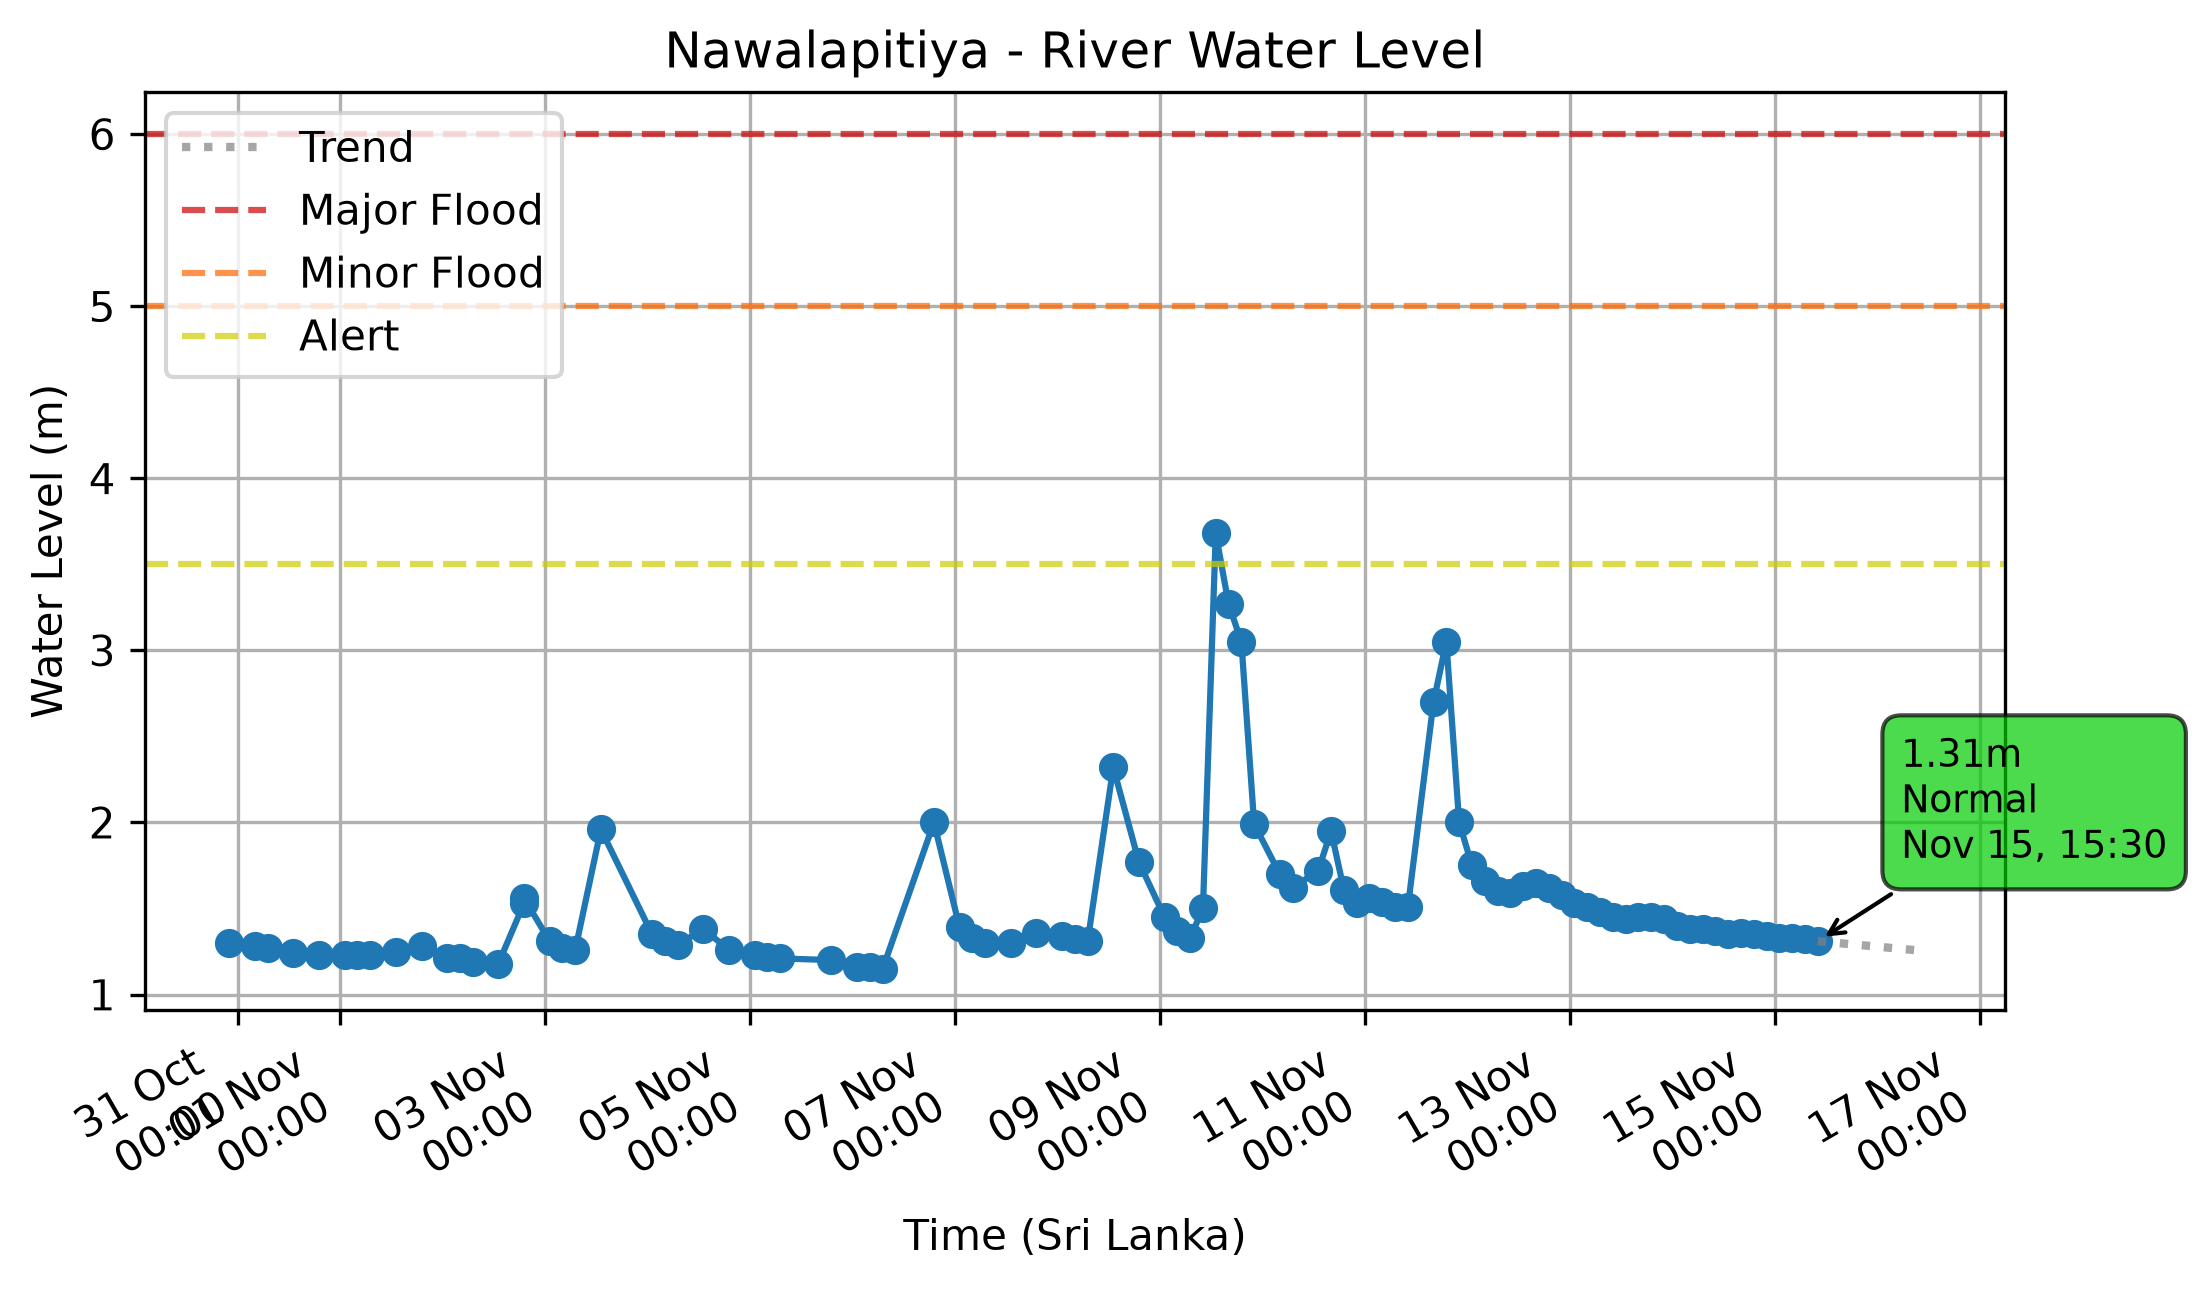 Nawalapitiya - River Water Level
Trend
Major Flood
Minor Flood
Alert
Water Level (m)
6
5
4
3
2
1
1.31m
Normal
Nov 15, 15:30
31 Oct
00:00
01 Nov
00:00
03 Nov
00:00
05 Nov
00:00
07 Nov
00:00
09 Nov
00:00
11 Nov
00:00
13 Nov
00:00
15 Nov
00:00
17 Nov
00:00
Time (Sri Lanka)